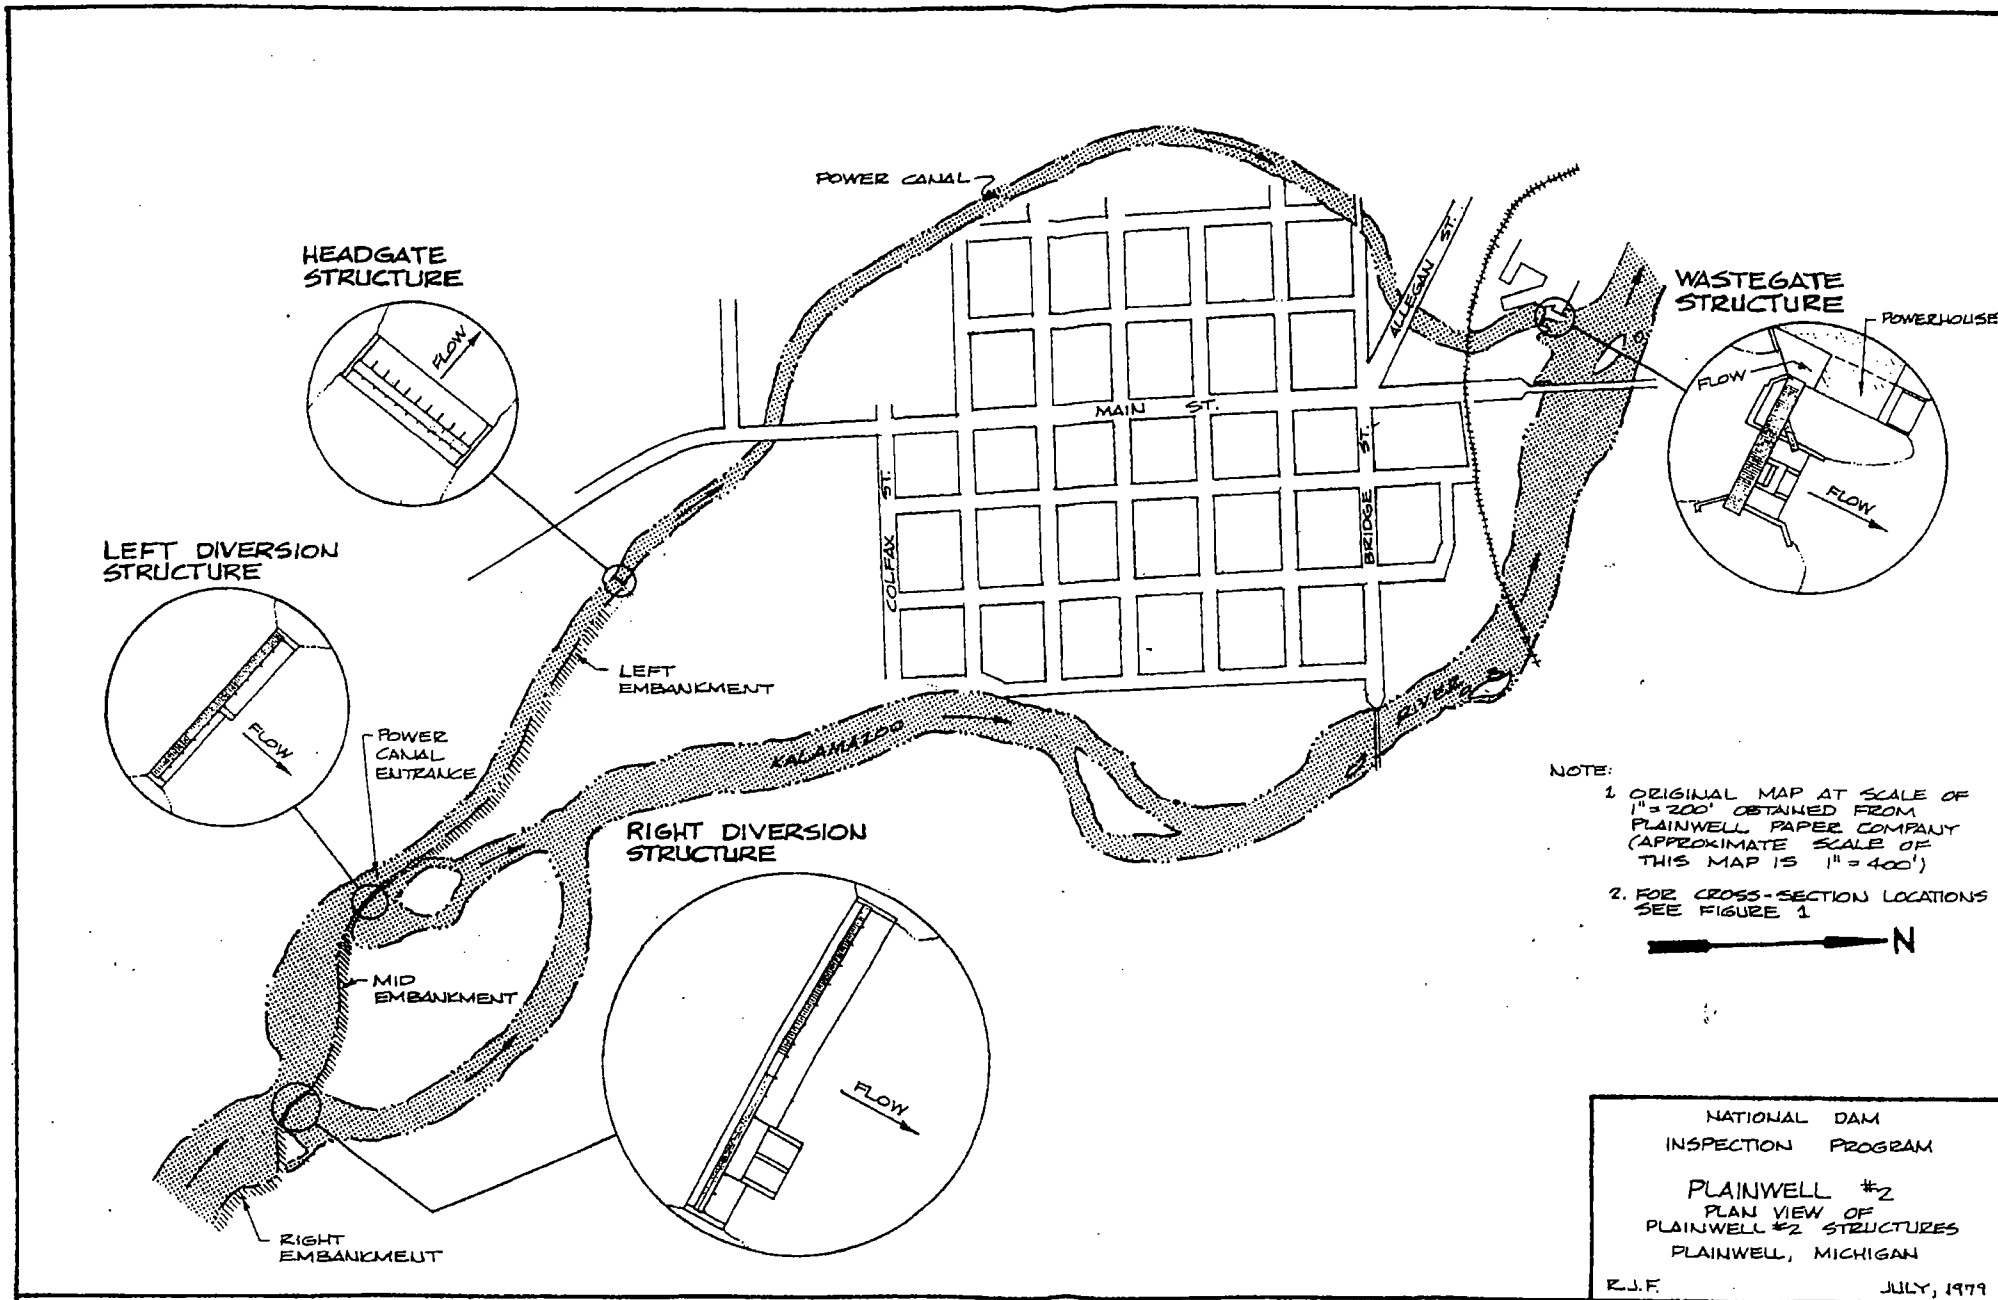 POWER CANAL
HEADGATE
STRUCTURE
FLOW
ALLEGAN ST.
WASTEGATE
STRUCTURE
POWERHOUSE
FLOW
FLOW
MAIN ST.
COLFAX ST.
BRIDGE ST.
LEFT DIVERSION
STRUCTURE
FLOW
LEFT
EMBANKMENT
POWER
CANAL
ENTRANCE
KALAMAZOO
RIVER
RIGHT DIVERSION
STRUCTURE
FLOW
MID
EMBANKMENT
RIGHT
EMBANKMENT
NOTE:
1 ORIGINAL MAP AT SCALE OF
1" = 200' OBTAINED FROM
PLAINWELL PAPER COMPANY
(APPROXIMATE SCALE OF
THIS MAP IS 1" = 400')
2. FOR CROSS-SECTION LOCATIONS
SEE FIGURE 1
N
NATIONAL DAM
INSPECTION PROGRAM
PLAINWELL #2
PLAN VIEW OF
PLAINWELL #2 STRUCTURES
PLAINWELL, MICHIGAN
R.J.F. JULY, 1979